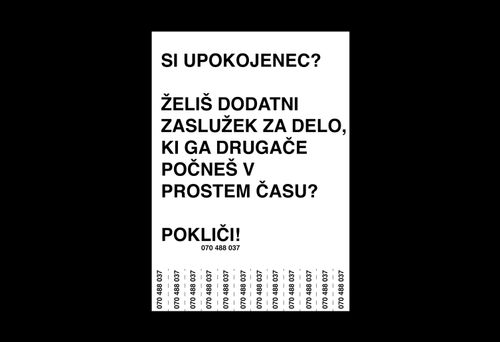 SI UPOKOJENEC?
ŽELIŠ DODATNI
ZASLUŽEK ZA DELO,
KI GA DRUGAČE
POČNEŠ V
PROSTEM ČASU?
POKLIČI!
070 488 037
070 488 037
070 488 037
070 488 037
070 488 037
070 488 037
070 488 037
070 488 037
070 488 037
070 488 037
070 488 037
070 488 037